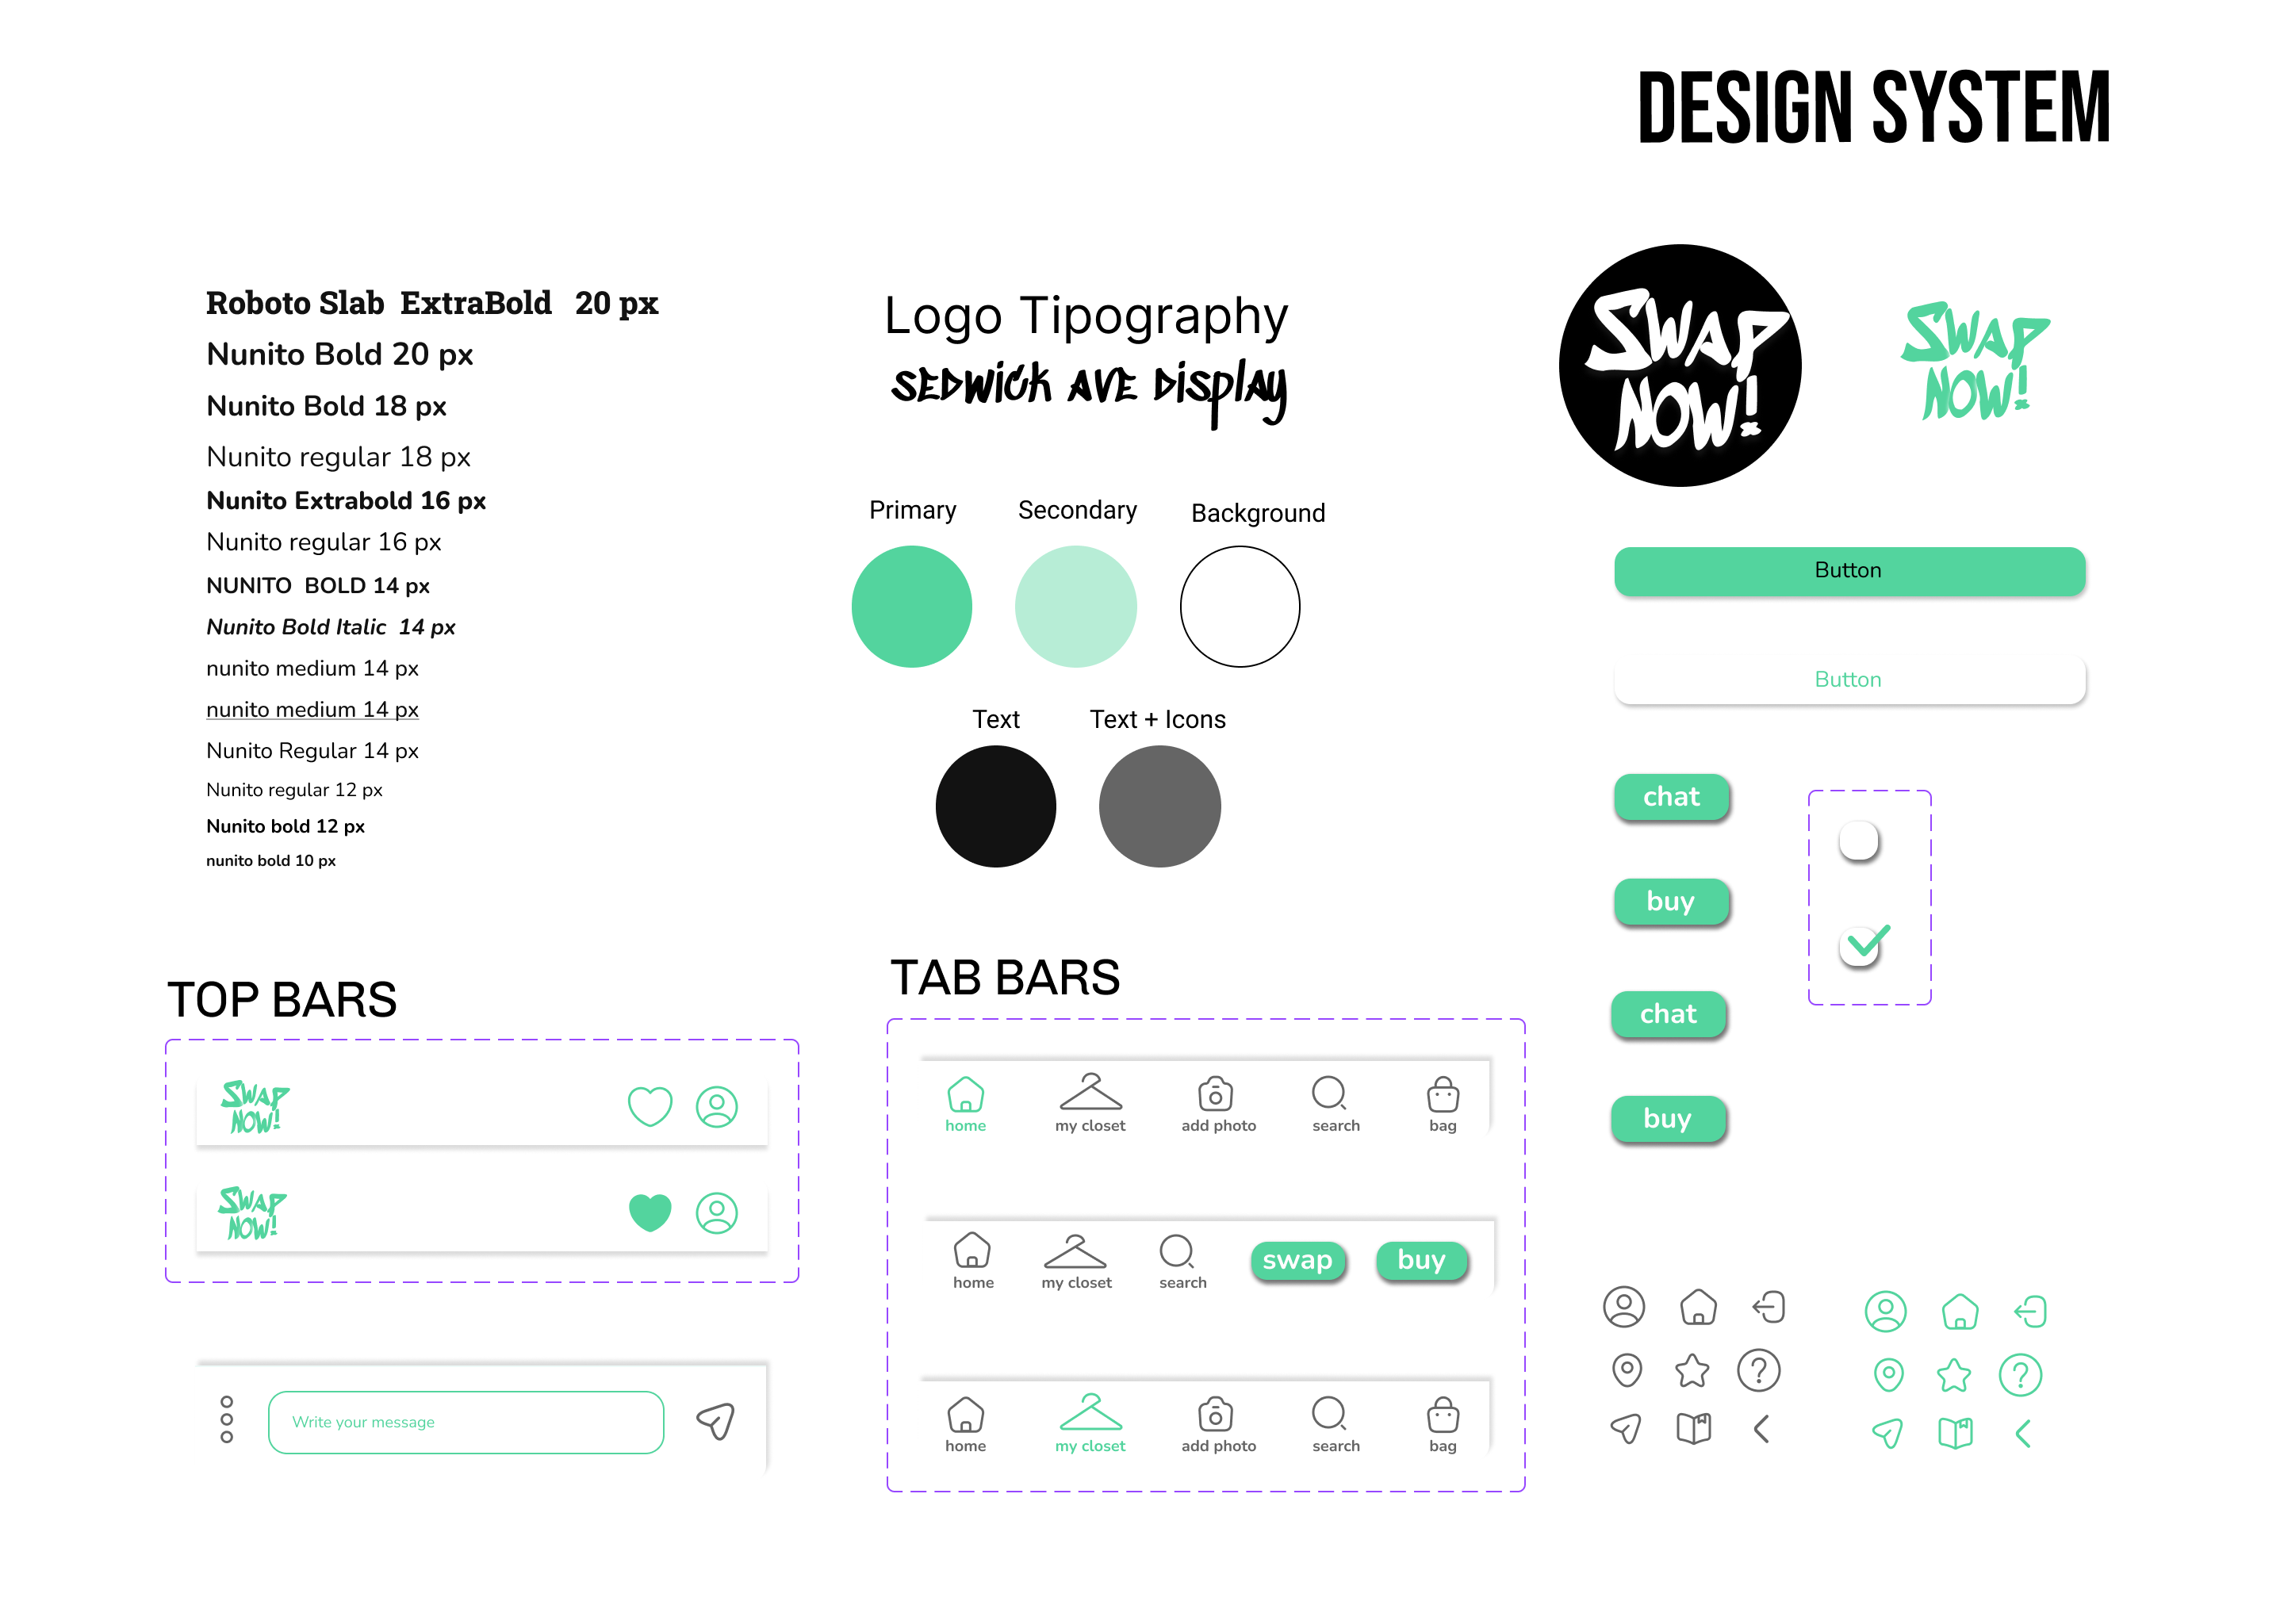 DESIGN SYSTEM
Roboto Slab  ExtraBold  20 px
Nunito Bold 20 px
Nunito Bold 18 px
Nunito regular 18 px
Nunito Extrabold 16 px
Nunito regular 16 px
NUNITO  BOLD 14 px
Nunito Bold Italic  14 px
nunito medium 14 px
nunito medium 14 px
Nunito Regular 14 px
Nunito regular 12 px
Nunito bold 12 px
nunito bold 10 px
Logo Tipography
SEDWICK AVE Display
Primary
Secondary
Background
Text
Text + Icons
SWAP
NOW!
SWAP
NOW!
Button
Button
chat
buy
chat
buy
TOP BARS
SWAP
NOW!
SWAP
NOW!
Write your message
TAB BARS
home my closet add photo search bag
home my closet search swap buy
home my closet add photo search bag
?
?